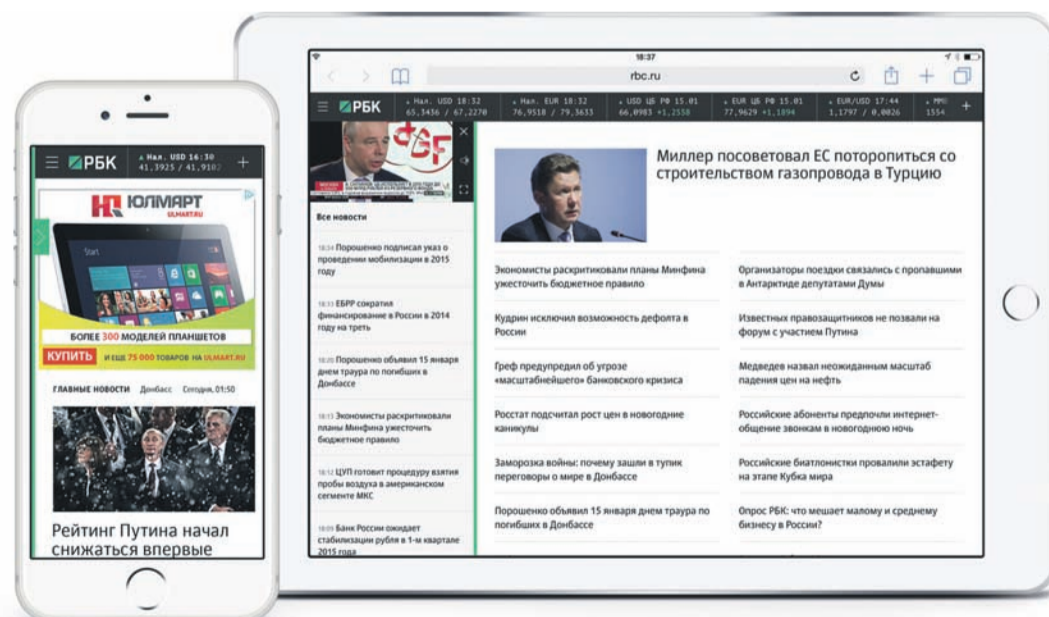 РБК
▲ Нал. USD 16:30
41,3925 / 41,910
НР ЮЛМАРТ
ULMART.RU
Start
БОЛЕЕ 300 МОДЕЛЕЙ ПЛАНШЕТОВ
КУПИТЬ И ЕЩЕ 75 000 ТОВАРОВ НА ULMART.RU
ГЛАВНЫЕ НОВОСТИ Донбасс Сегодня, 01:50
Рейтинг Путина начал
снижаться впервые
18:37
rbc.ru
РБК
▲ Нал. USD 18:32
65,3436 / 67,2270
▲ Нал. EUR 18:32
76,9518 / 79,3633
▲ USD ЦБ РФ 15.01
66,0983 +1,2558
▲ EUR ЦБ РФ 15.01
77,9629 +1,1894
▲ EUR/USD 17:44
1,1797 / 0,0026
▲ ММ
1554
Все новости
18:34 Порошенко подписал указ о
проведении мобилизации в 2015
году
18:33 ЕБРР сократил
финансирование в России в 2014
году на треть
18:20 Порошенко объявил 15 января
днем траура по погибших в
Донбассе
18:13 Экономисты раскритиковали
планы Минфина ужесточить
бюджетное правило
18:12 ЦУП готовит процедуру взятия
пробы воздуха в американском
сегменте МКС
18:09 Банк России ожидает
стабилизации рубля в 1-м квартале
2015 года
Миллер посоветовал ЕС поторопиться со
строительством газопровода в Турцию
Экономисты раскритиковали планы Минфина
ужесточить бюджетное правило
Кудрин исключил возможность дефолта в
России
Греф предупредил об угрозе
«масштабнейшего» банковского кризиса
Росстат подсчитал рост цен в новогодние
каникулы
Заморозка войны: почему зашли в тупик
переговоры о мире в Донбассе
Порошенко объявил 15 января днем траура по
погибших в Донбассе
Организаторы поездки связались с пропавшими
в Антарктиде депутатами Думы
Известных правозащитников не позвали на
форум с участием Путина
Медведев назвал неожиданным масштаб
падения цен на нефть
Российские абоненты предпочли интернет-
общение звонкам в новогоднюю ночь
Российские биатлонистки провалили эстафету
на этапе Кубка мира
Опрос РБК: что мешает малому и среднему
бизнесу в России?